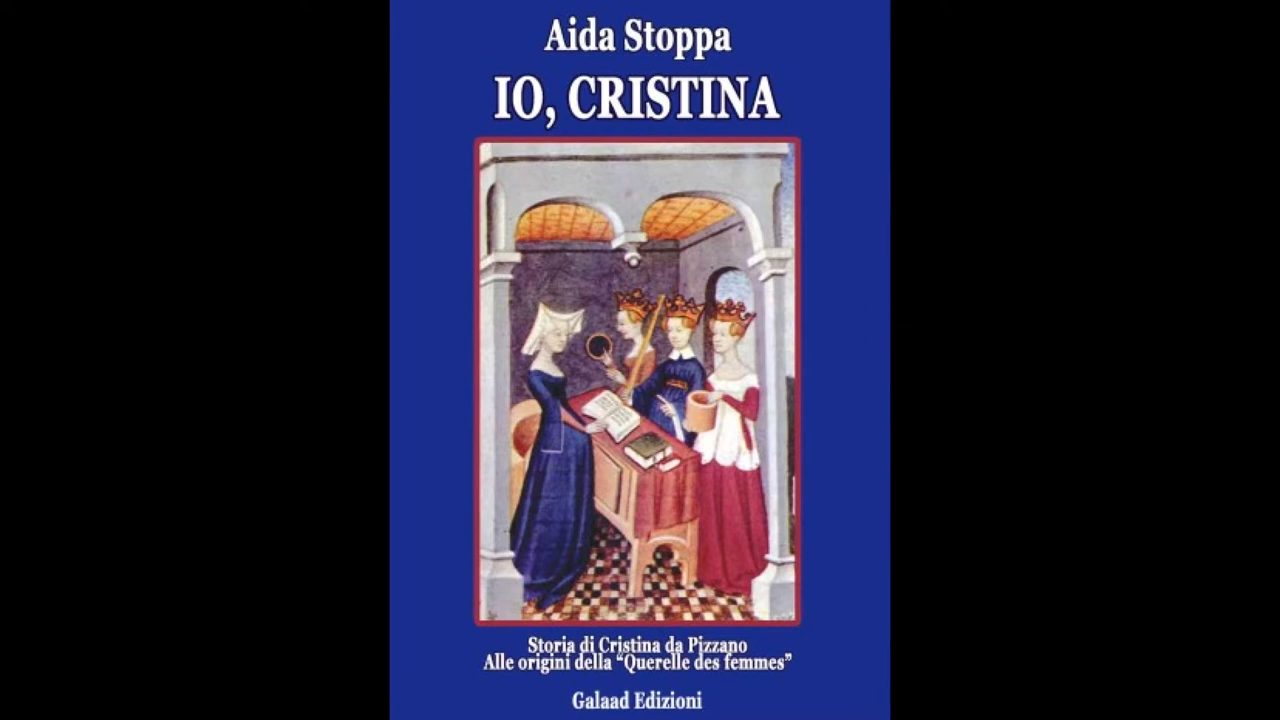 Aida Stoppa
IO, CRISTINA
Storia di Cristina da Pizzano
Alle origini della “Querelle des femmes”
Galaad Edizioni